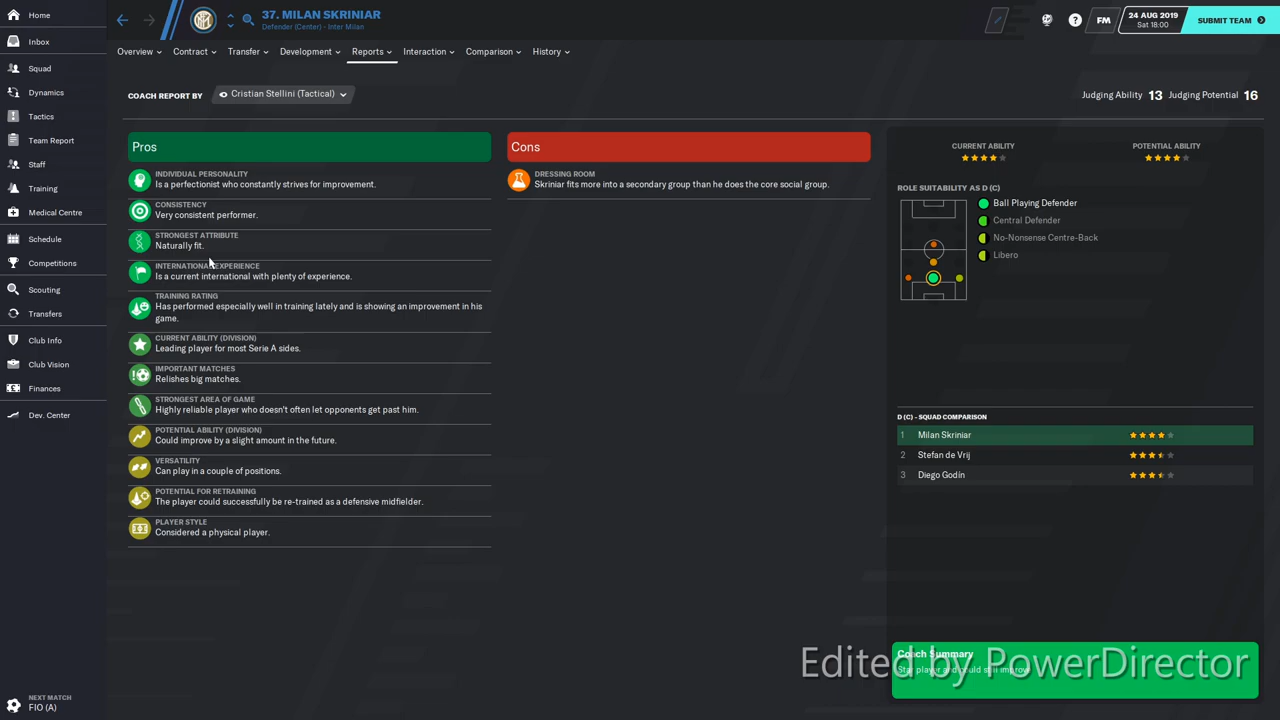 Home
Inbox
Squad
Dynamics
Tactics
Team Report
Staff
Training
Medical Centre
Schedule
Competitions
Scouting
Transfers
Club Info
Club Vision
Finances
Dev. Center
NEXT MATCH
FIO (A)
37. MILAN SKRINIAR
Defender (Center) - Inter Milan
FM
24 AUG 2019
Sat 18:00
SUBMIT TEAM
Overview Contract Transfer Development Reports Interaction Comparison History
COACH REPORT BY Cristian Stellini (Tactical)
Judging Ability 13 Judging Potential 16
Pros
INDIVIDUAL PERSONALITY
Is a perfectionist who constantly strives for improvement.
CONSISTENCY
Very consistent performer.
STRONGEST ATTRIBUTE
Naturally fit.
INTERNATIONAL EXPERIENCE
Is a current international with plenty of experience.
TRAINING RATING
Has performed especially well in training lately and is showing an improvement in his
game.
CURRENT ABILITY (DIVISION)
Leading player for most Serie A sides.
IMPORTANT MATCHES
Relishes big matches.
STRONGEST AREA OF GAME
Highly reliable player who doesn't often let opponents get past him.
POTENTIAL ABILITY (DIVISION)
Could improve by a slight amount in the future.
VERSATILITY
Can play in a couple of positions.
POTENTIAL FOR RETRAINING
The player could successfully be re-trained as a defensive midfielder.
PLAYER STYLE
Considered a physical player.
Cons
DRESSING ROOM
Skriniar fits more into a secondary group than he does the core social group.
CURRENT ABILITY
POTENTIAL ABILITY
ROLE SUITABILITY AS D (C)
Ball Playing Defender
Central Defender
No-Nonsense Centre-Back
Libero
D (C) - SQUAD COMPARISON
1 Milan Skriniar
2 Stefan de Vrij
3 Diego Godín
Coach Summary
Star player and could still improve
Edited by PowerDirector